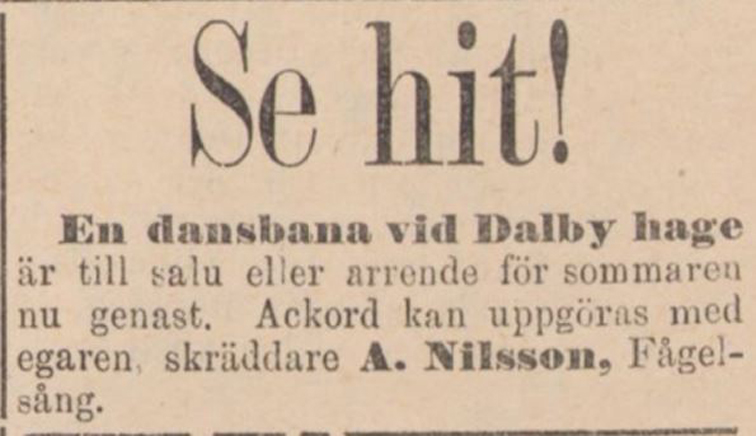 Se hit!
En dansbana vid Dalby hage
är till salu eller arrende för sommaren
nu genast. Ackord kan uppgöras med
egaren, skräddare A. Nilsson, Fågel-
sång.